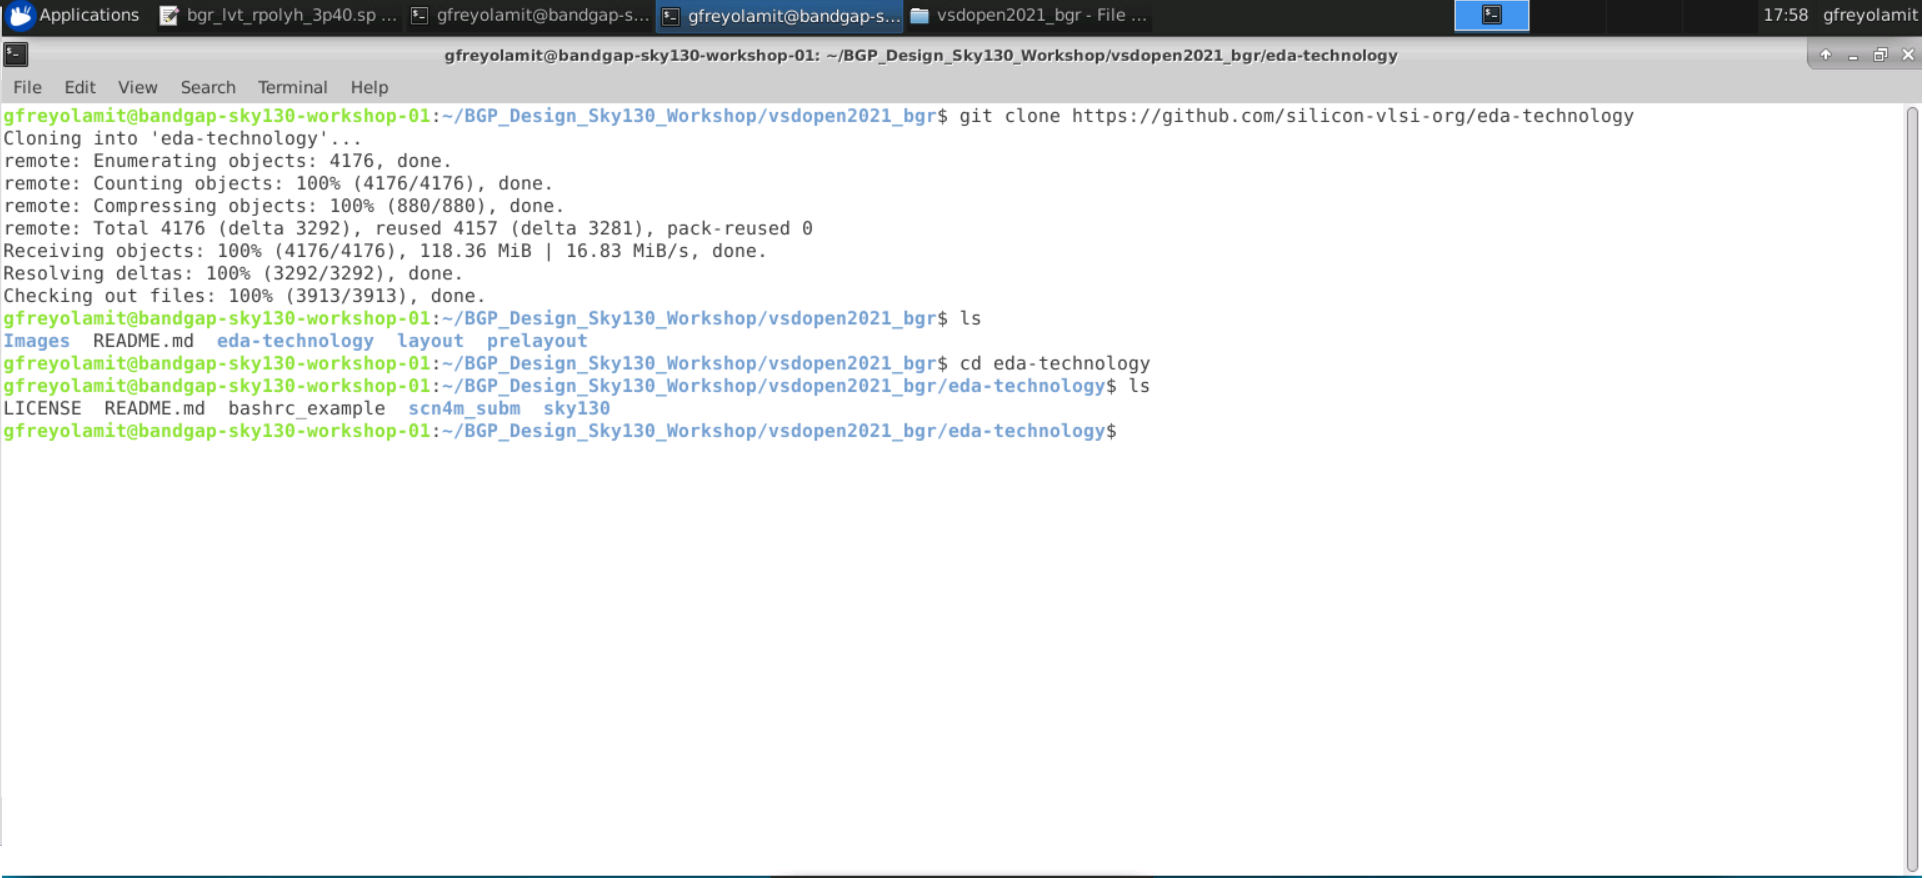 Applications bgr_lvt_rpolyh_3p40.sp ... gfreyolamit@bandgap-s... gfreyolamit@bandgap-s... vsdopen2021_bgr - File ... 17:58 gfreyolamit
gfreyolamit@bandgap-sky130-workshop-01: ~/BGP_Design_Sky130_Workshop/vsdopen2021_bgr/eda-technology
File Edit View Search Terminal Help
gfreyolamit@bandgap-sky130-workshop-01:~/BGP_Design_Sky130_Workshop/vsdopen2021_bgr$ git clone https://github.com/silicon-vlsi-org/eda-technology
Cloning into 'eda-technology'...
remote: Enumerating objects: 4176, done.
remote: Counting objects: 100% (4176/4176), done.
remote: Compressing objects: 100% (880/880), done.
remote: Total 4176 (delta 3292), reused 4157 (delta 3281), pack-reused 0
Receiving objects: 100% (4176/4176), 118.36 MiB | 16.83 MiB/s, done.
Resolving deltas: 100% (3292/3292), done.
Checking out files: 100% (3913/3913), done.
gfreyolamit@bandgap-sky130-workshop-01:~/BGP_Design_Sky130_Workshop/vsdopen2021_bgr$ ls
Images README.md eda-technology layout prelayout
gfreyolamit@bandgap-sky130-workshop-01:~/BGP_Design_Sky130_Workshop/vsdopen2021_bgr$ cd eda-technology
gfreyolamit@bandgap-sky130-workshop-01:~/BGP_Design_Sky130_Workshop/vsdopen2021_bgr/eda-technology$ ls
LICENSE README.md bashrc_example scn4m_subm sky130
gfreyolamit@bandgap-sky130-workshop-01:~/BGP_Design_Sky130_Workshop/vsdopen2021_bgr/eda-technology$